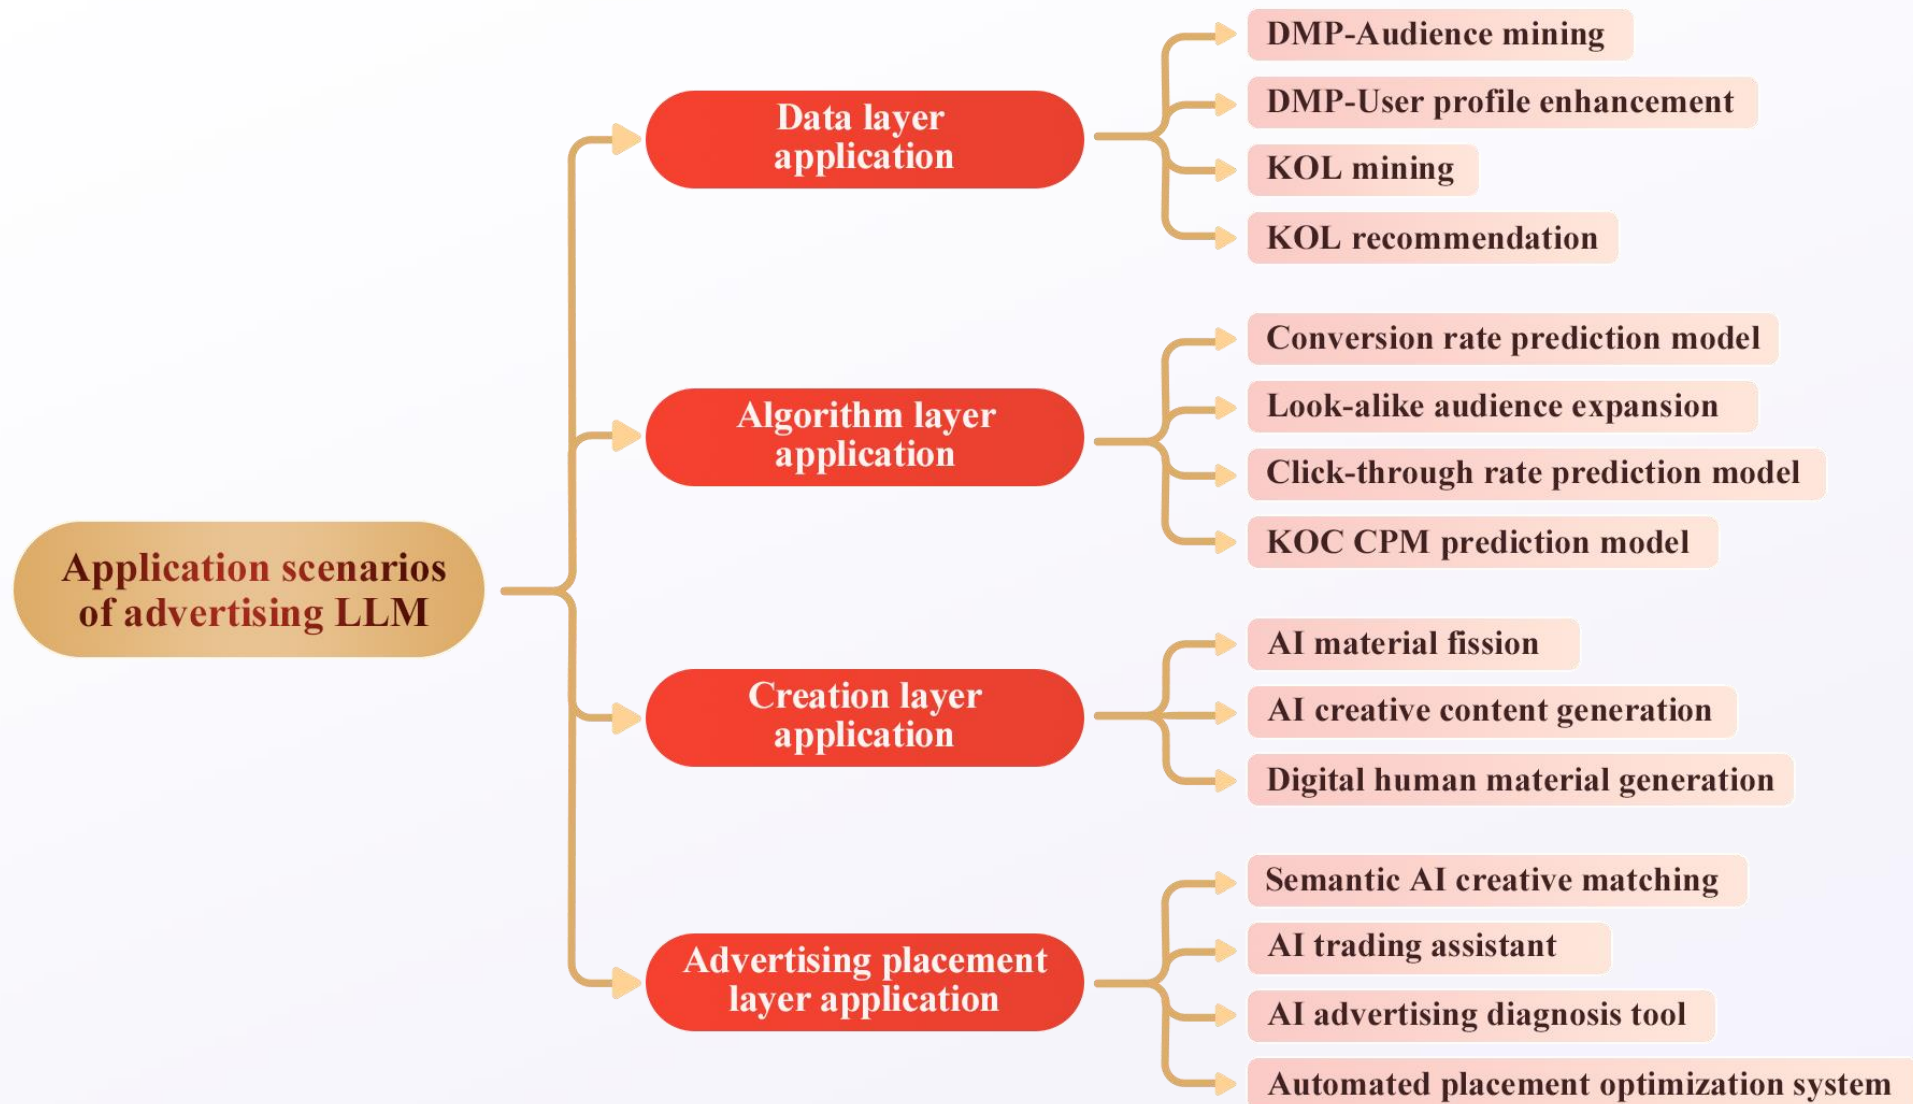 Application scenarios
of advertising LLM
Data layer
application
DMP-Audience mining
DMP-User profile enhancement
KOL mining
KOL recommendation
Algorithm layer
application
Conversion rate prediction model
Look-alike audience expansion
Click-through rate prediction model
KOC CPM prediction model
Creation layer
application
AI material fission
AI creative content generation
Digital human material generation
Advertising placement
layer application
Semantic AI creative matching
AI trading assistant
AI advertising diagnosis tool
Automated placement optimization system